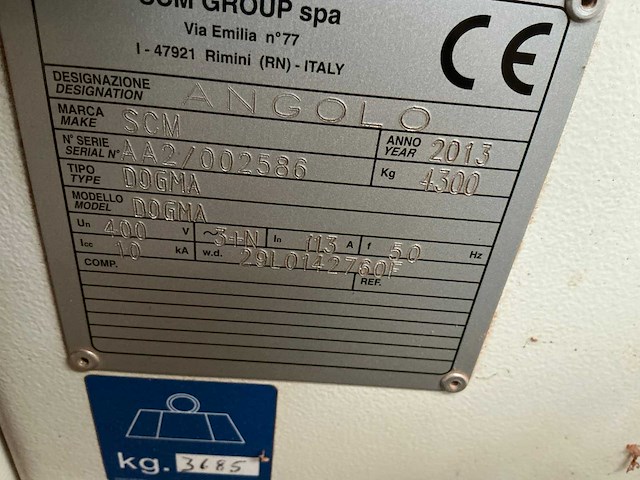 SCM GROUP spa
Via Emilia n°77
I - 47921 Rimini (RN) - ITALY
CE
DESIGNAZIONE
DESIGNATION ANGOLO
MARCA
MAKE SCM
ANNO
YEAR 2013
N° SERIE
SERIAL N° AA2/002586
Kg 4300
TIPO
TYPE DOGMA
MODELLO
MODEL DOGMA
Un 400 V ~ 3+N In 113 A f 50 Hz
Icc 10 kA w.d. 29L0142760F
COMP. REF.
kg. 3685